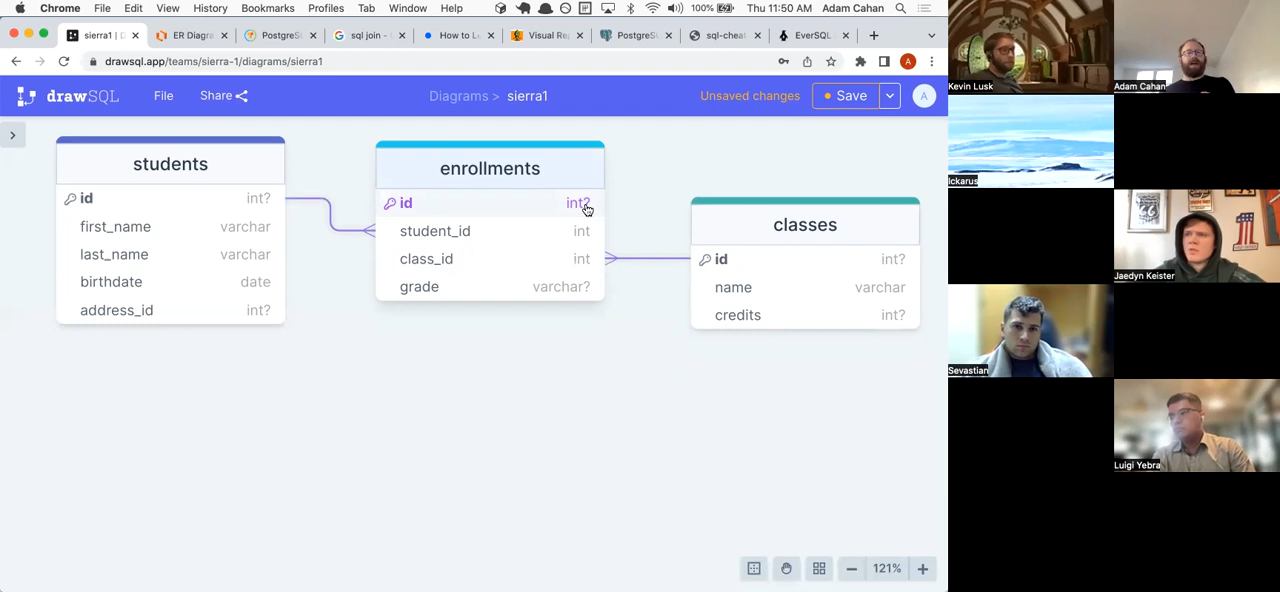 Chrome File Edit View History Bookmarks Profiles Tab Window Help 100% Thu 11:50 AM Adam Cahan
sierra1 | D ER Diagra PostgreS sql join - How to Le Visual Rep PostgreS sql-cheat EverSQL
drawsql.app/teams/sierra-1/diagrams/sierra1 A
drawSQL File Share Diagrams > sierra1 Unsaved changes Save A
students
id int?
first_name varchar
last_name varchar
birthdate date
address_id int?
enrollments
id int?
student_id int
class_id int
grade varchar?
classes
id int?
name varchar
credits int?
121%
Kevin Lusk
Adam Cahan
Ickarus
Jaedyn Keister
Sevastian
Luigi Yebra